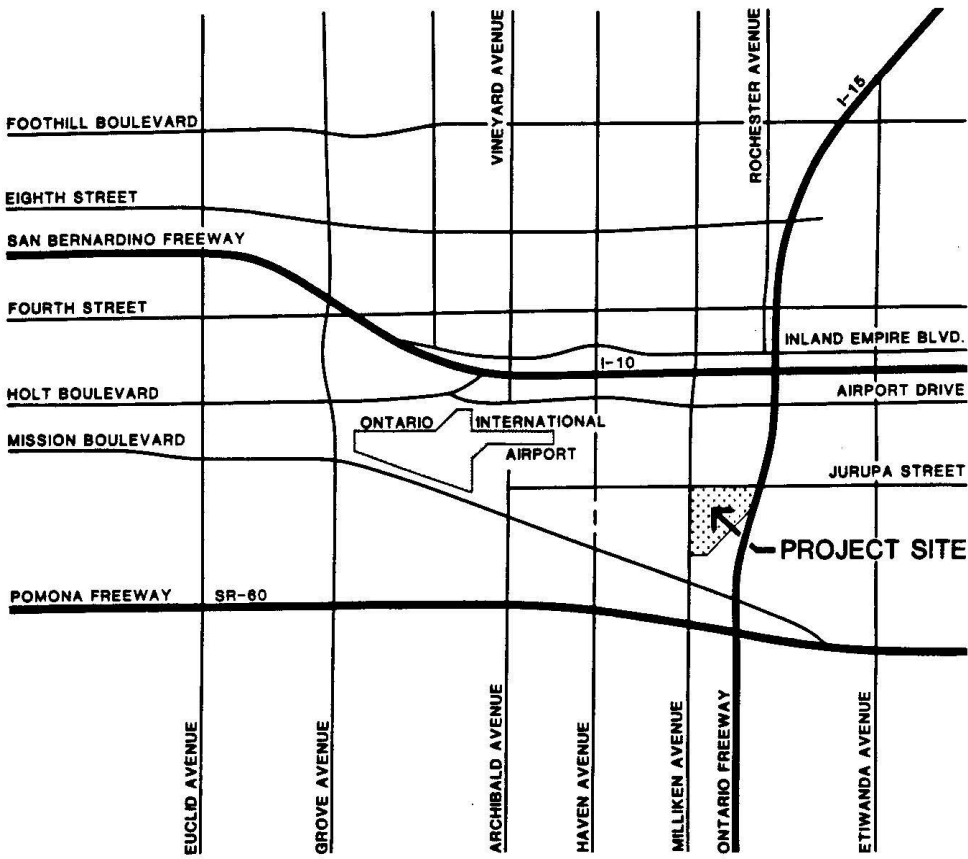 VINEYARD AVENUE
ROCHESTER AVENUE
I-15
FOOTHILL BOULEVARD
EIGHTH STREET
SAN BERNARDINO FREEWAY
FOURTH STREET
INLAND EMPIRE BLVD.
I-10
HOLT BOULEVARD
AIRPORT DRIVE
ONTARIO INTERNATIONAL
AIRPORT
MISSION BOULEVARD
JURUPA STREET
PROJECT SITE
POMONA FREEWAY SR-60
EUCLID AVENUE
GROVE AVENUE
ARCHIBALD AVENUE
HAVEN AVENUE
MILLIKEN AVENUE
ONTARIO FREEWAY
ETIWANDA AVENUE